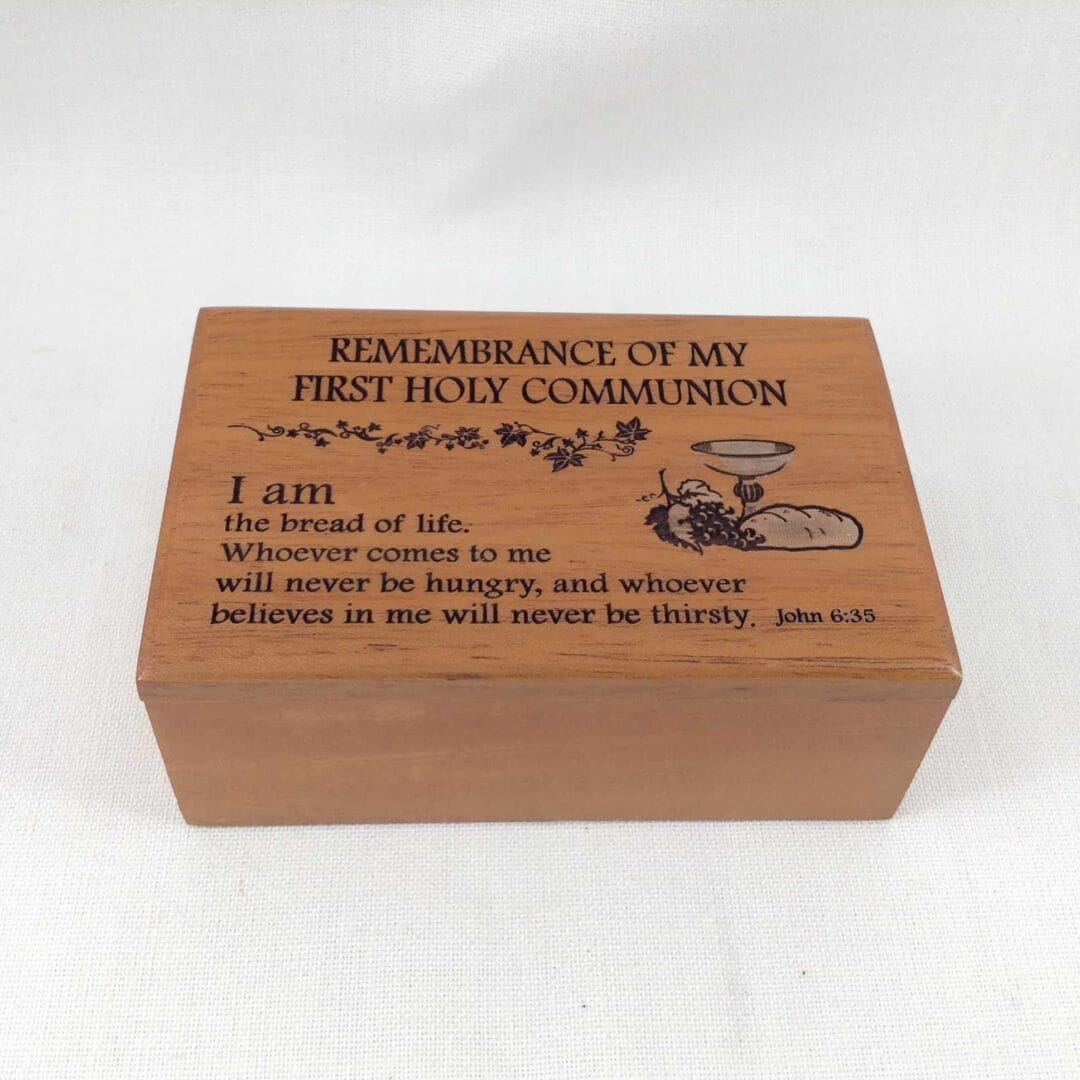 REMEMBRANCE OF MY
FIRST HOLY COMMUNION
I am
the bread of life.
Whoever comes to me
will never be hungry, and whoever
believes in me will never be thirsty. John 6:35